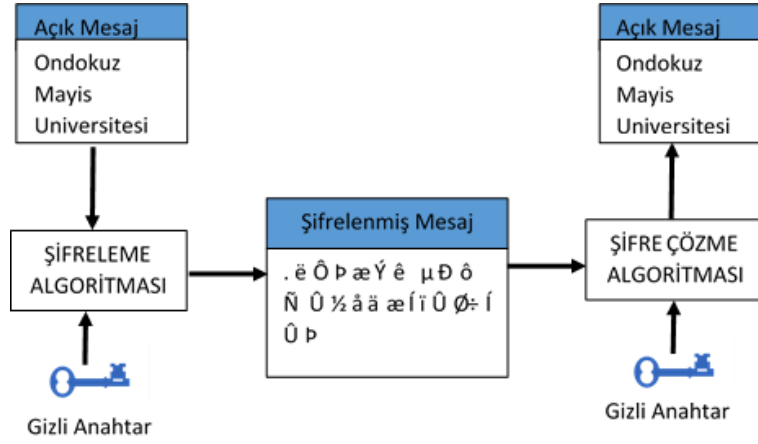 Açık Mesaj
Ondokuz
Mayis
Universitesi
ŞİFRELEME
ALGORİTMASI
Gizli Anahtar
Şifrelenmiş Mesaj
. ë Ô Þ æ Ý ê µ Ð ô
Ñ Û ½ å ä æ Í ï Û Ø ÷ Í
Û Þ
Açık Mesaj
Ondokuz
Mayis
Universitesi
ŞİFRE ÇÖZME
ALGORİTMASI
Gizli Anahtar